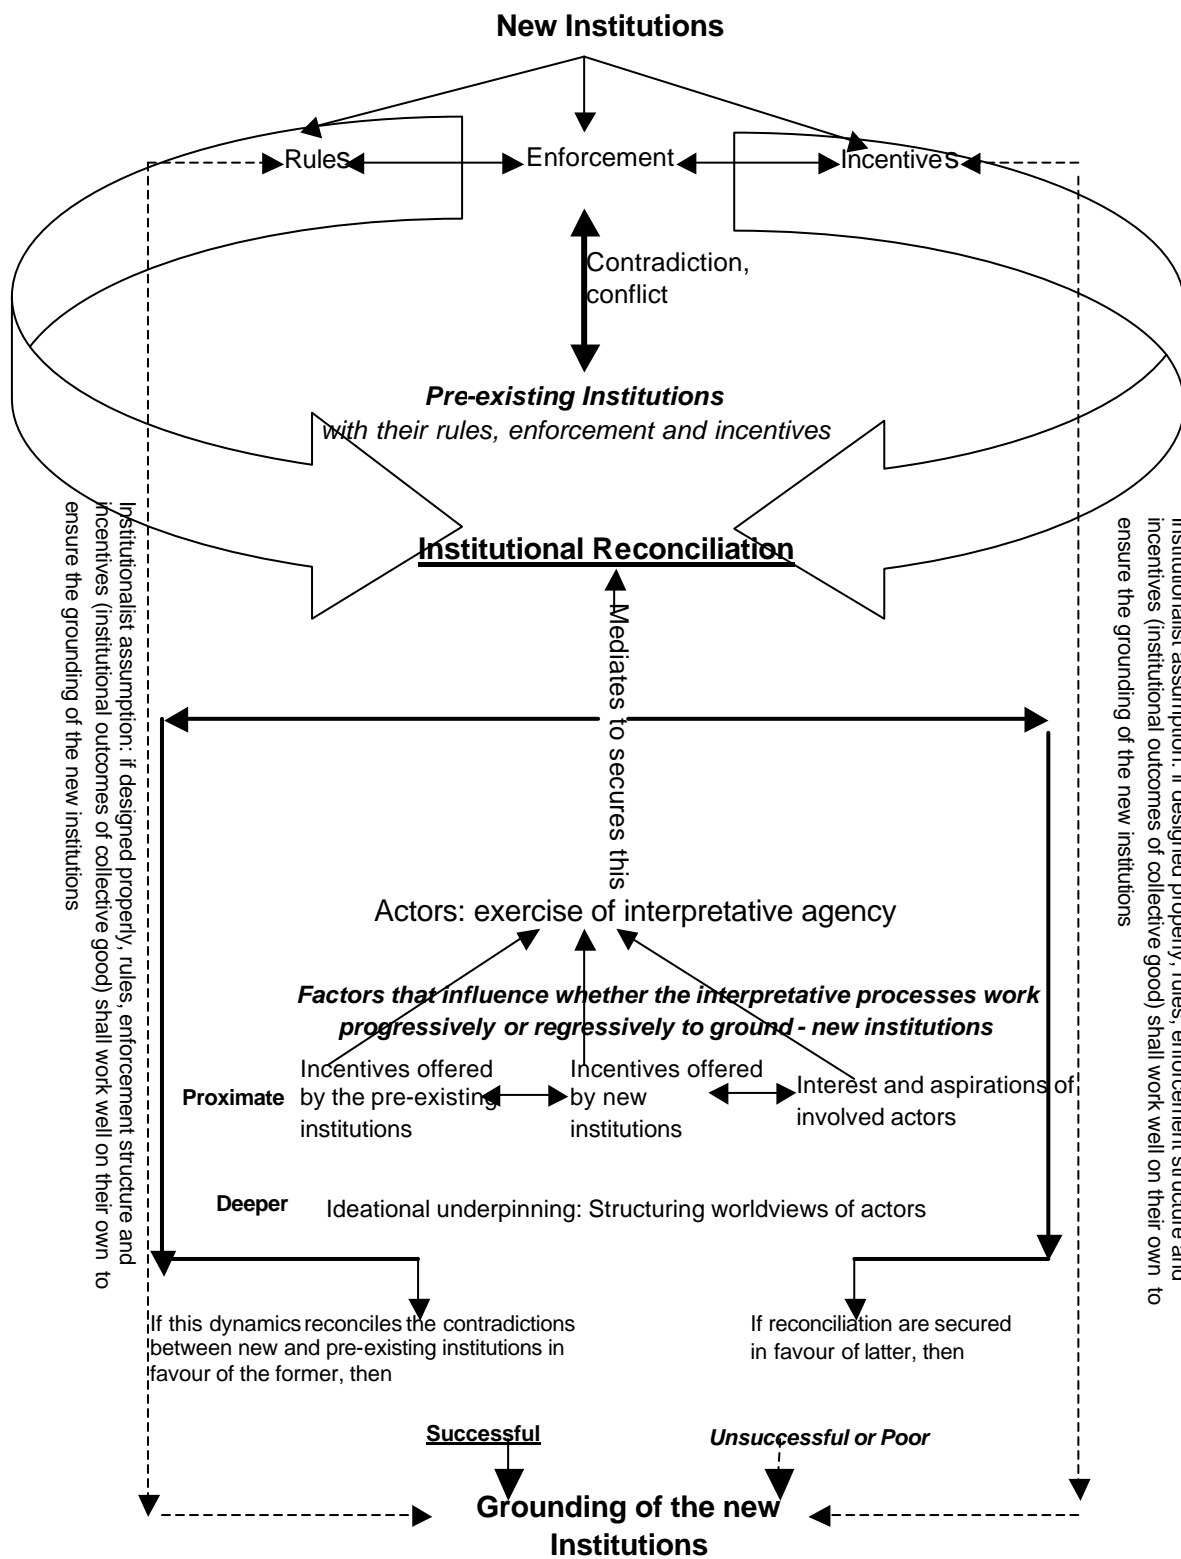 New Institutions
Rules
Enforcement
Incentives
Contradiction,
conflict
Pre-existing Institutions
with their rules, enforcement and incentives
Institutional Reconciliation
Mediates to secures this
Institutionalist assumption: if designed properly, rules, enforcement structure and
incentives (institutional outcomes of collective good) shall work well on their own to
ensure the grounding of the new institutions
Institutionalist assumption: if designed properly, rules, enforcement structure and
incentives (institutional outcomes of collective good) shall work well on their own to
ensure the grounding of the new institutions
Actors: exercise of interpretative agency
Factors that influence whether the interpretative processes work
progressively or regressively to ground - new institutions
Proximate
Incentives offered
by the pre-existing
institutions
Incentives offered
by new
institutions
Interest and aspirations of
involved actors
Deeper
Ideational underpinning: Structuring worldviews of actors
If this dynamics reconciles the contradictions
between new and pre-existing institutions in
favour of the former, then
If reconciliation are secured
in favour of latter, then
Successful
Unsuccessful or Poor
Grounding of the new
Institutions